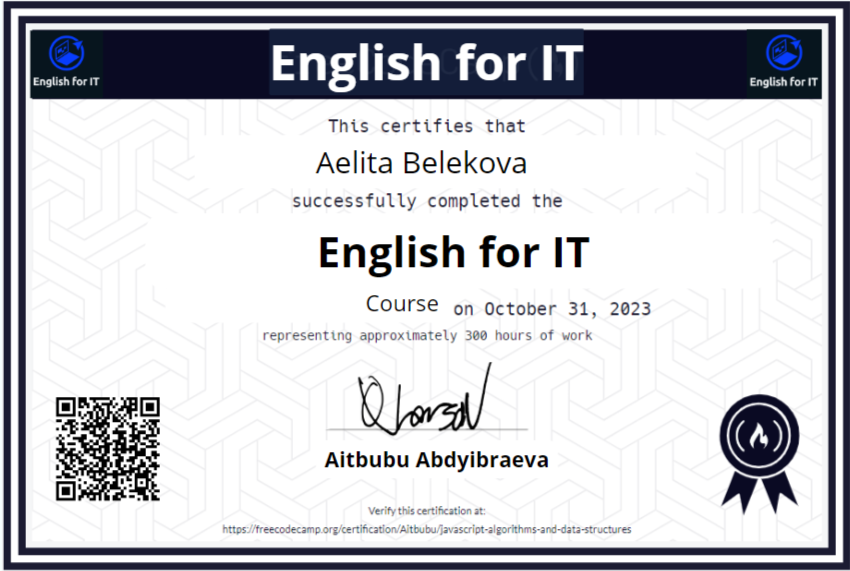 English for IT
English for IT
English for IT
This certifies that
Aelita Belekova
successfully completed the
English for IT
Course on October 31, 2023
representing approximately 300 hours of work
Aitbubu Abdyibraeva
Verify this certification at:
https://freecodecamp.org/certification/Aitbubu/javascript-algorithms-and-data-structures